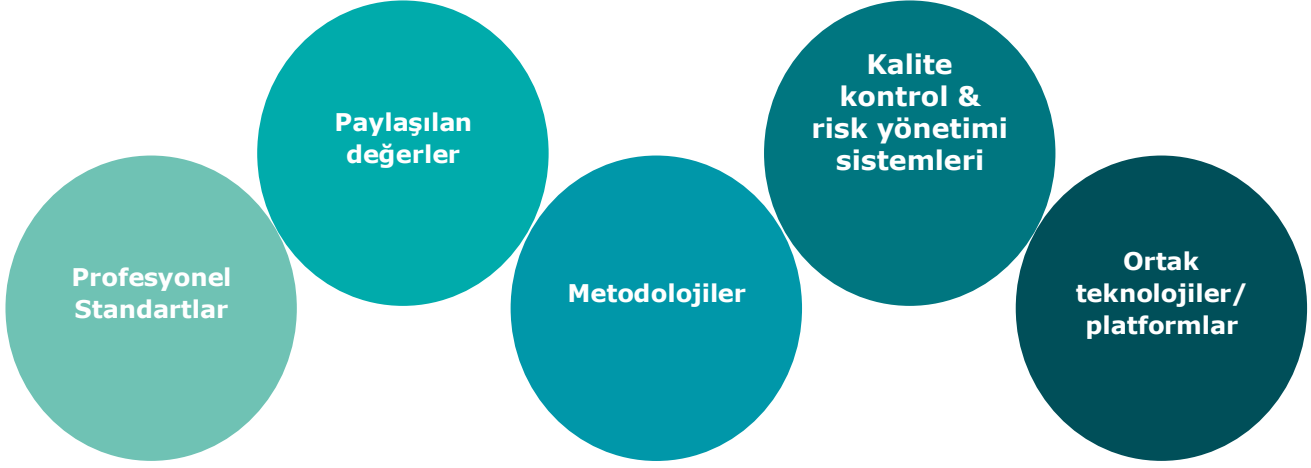 Profesyonel
Standartlar
Paylaşılan
değerler
Metodolojiler
Kalite
kontrol &
risk yönetimi
sistemleri
Ortak
teknolojiler/
platformlar